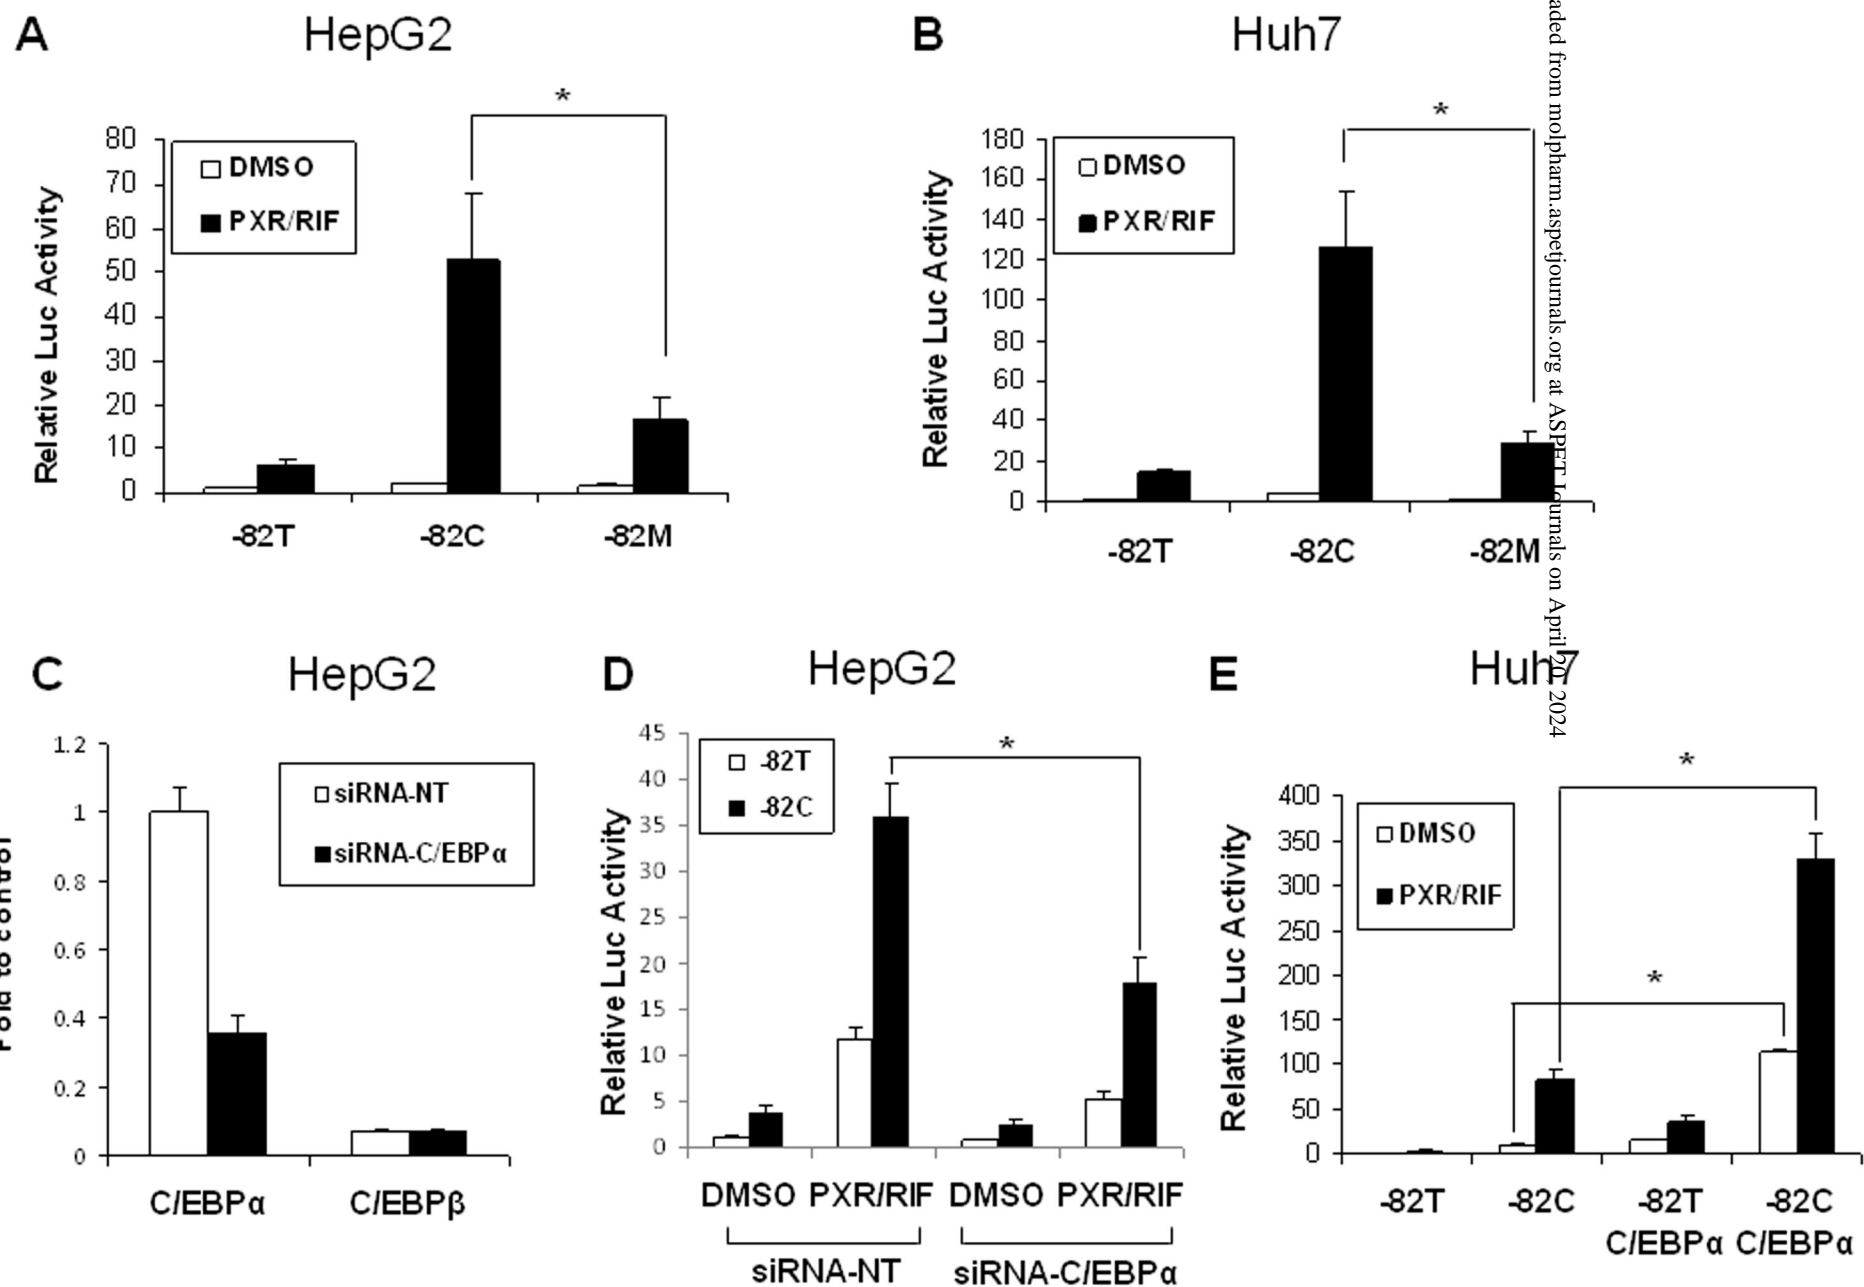 A
HepG2
*
Relative Luc Activity
80
70
60
50
40
30
20
10
0
DMSO
PXR/RIF
-82T
-82C
-82M
B
Huh7
*
Relative Luc Activity
180
160
140
120
100
80
60
40
20
0
DMSO
PXR/RIF
-82T
-82C
-82M
aded from molpharm.aspetjournals.org at ASPET Journals on April 20, 2024
C
HepG2
Fold to control
1.2
1
0.8
0.6
0.4
0.2
0
siRNA-NT
siRNA-C/EBPα
C/EBPα
C/EBPβ
D
HepG2
*
Relative Luc Activity
45
40
35
30
25
20
15
10
5
0
-82T
-82C
DMSO PXR/RIF DMSO PXR/RIF
siRNA-NT
siRNA-C/EBPα
E
Huh7
*
*
Relative Luc Activity
400
350
300
250
200
150
100
50
0
DMSO
PXR/RIF
-82T
-82C
-82T
C/EBPα
-82C
C/EBPα